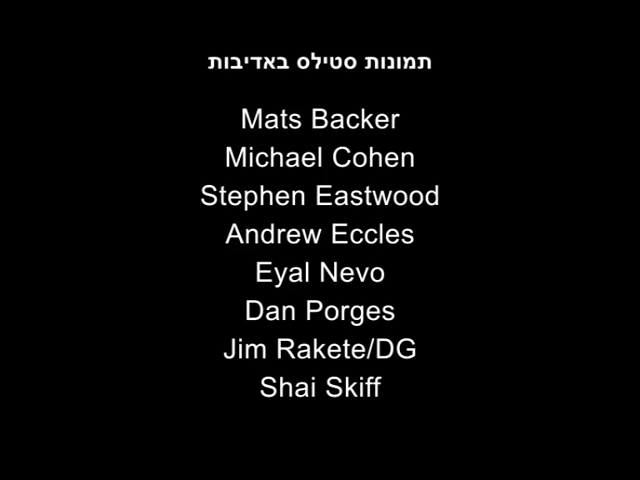 תמונות סטילס באדיבות
Mats Backer
Michael Cohen
Stephen Eastwood
Andrew Eccles
Eyal Nevo
Dan Porges
Jim Rakete/DG
Shai Skiff